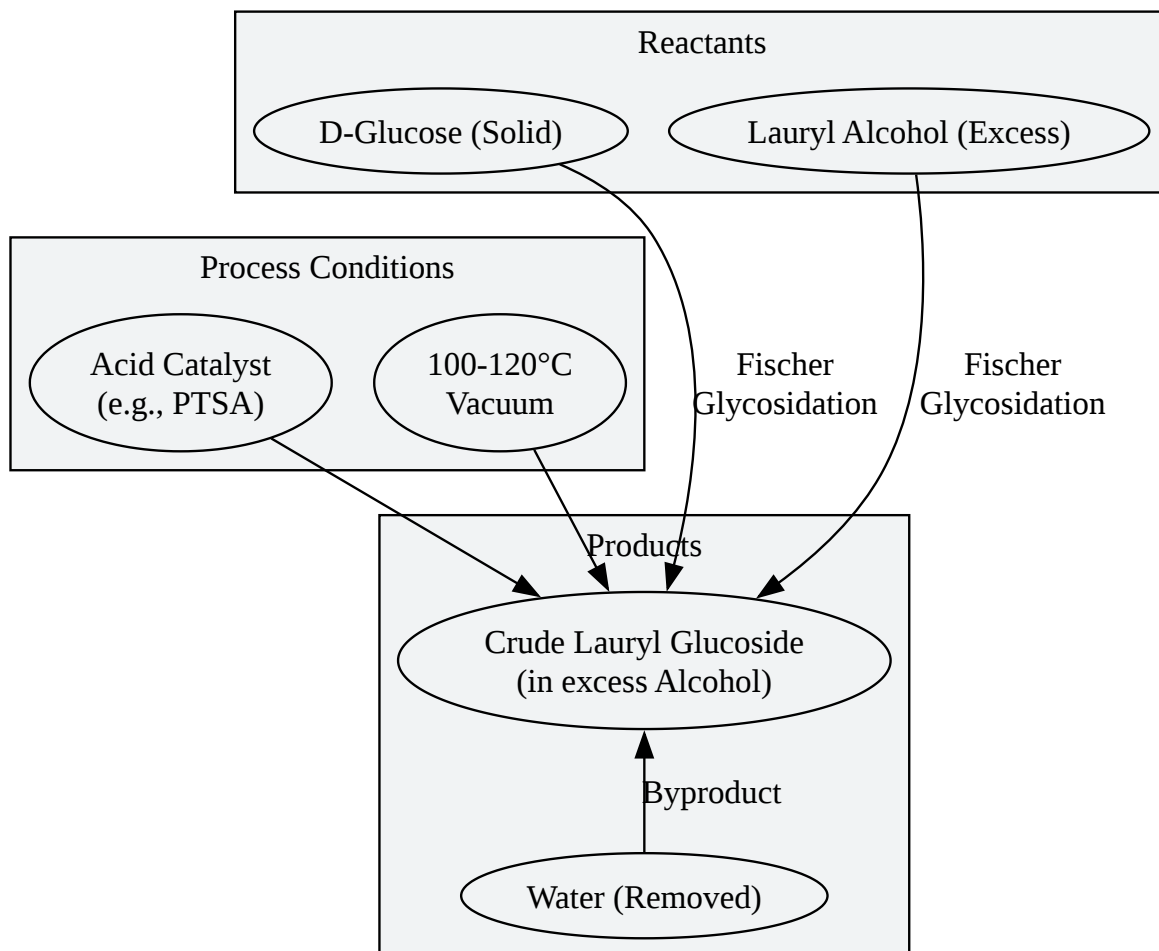 Reactants
D-Glucose (Solid)
Lauryl Alcohol (Excess)
Process Conditions
Acid Catalyst
(e.g., PTSA)
100-120°C
Vacuum
Fischer
Glycosidation
Fischer
Glycosidation
Products
Crude Lauryl Glucoside
(in excess Alcohol)
Byproduct
Water (Removed)